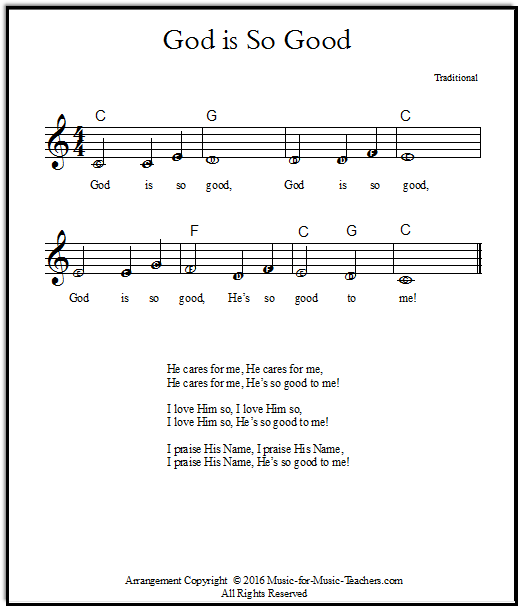 God is So Good
Traditional
C G C
4
4
C C E D D D F E
God is so good, God is so good,
F C G C
E E G F D F E D C
God is so good, He's so good to me!
He cares for me, He cares for me,
He cares for me, He's so good to me!
I love Him so, I love Him so,
I love Him so, He's so good to me!
I praise His Name, I praise His Name,
I praise His Name, He's so good to me!
Arrangement Copyright © 2016 Music-for-Music-Teachers.com
All Rights Reserved